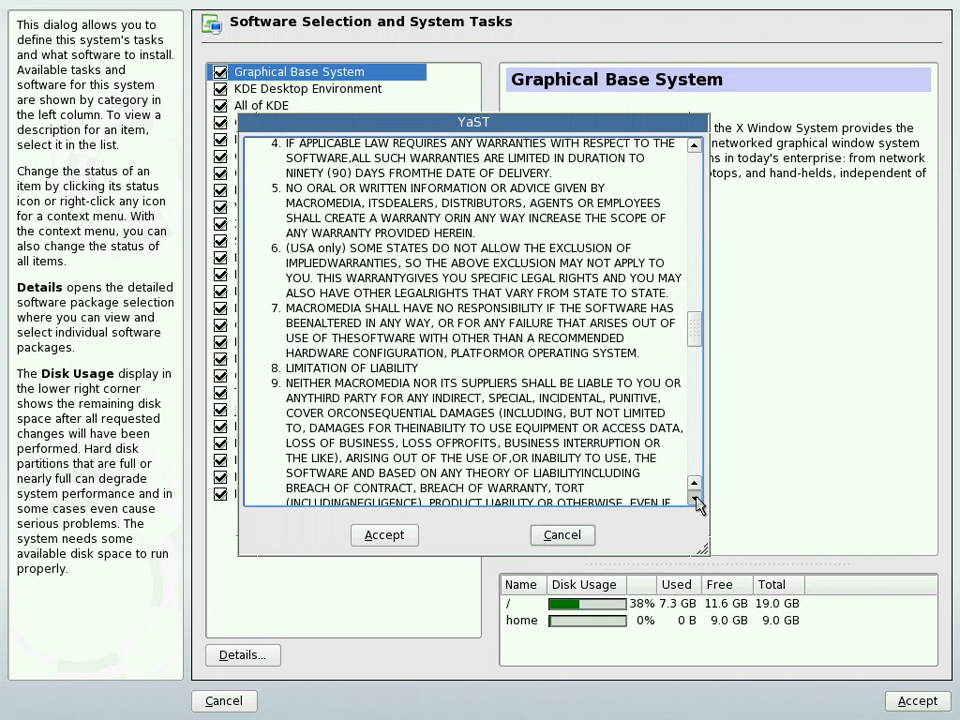 This dialog allows you to
define this system's tasks
and what software to install.
Available tasks and
software for this system
are shown by category in
the left column. To view a
description for an item,
select it in the list.
Change the status of an
item by clicking its status
icon or right-click any icon
for a context menu. With
the context menu, you can
also change the status of
all items.
Details opens the detailed
software package selection
where you can view and
select individual software
packages.
The Disk Usage display in
the lower right corner
shows the remaining disk
space after all requested
changes will have been
performed. Hard disk
partitions that are full or
nearly full can degrade
system performance and in
some cases even cause
serious problems. The
system needs some
available disk space to run
properly.
Software Selection and System Tasks
Graphical Base System
KDE Desktop Environment
All of KDE
Graphical Base System
the X Window System provides the
networked graphical window system
ns in today's enterprise: from network
ptops, and hand-helds, independent of
YaST
4. IF APPLICABLE LAW REQUIRES ANY WARRANTIES WITH RESPECT TO THE
SOFTWARE,ALL SUCH WARRANTIES ARE LIMITED IN DURATION TO
NINETY (90) DAYS FROMTHE DATE OF DELIVERY.
5. NO ORAL OR WRITTEN INFORMATION OR ADVICE GIVEN BY
MACROMEDIA, ITSDEALERS, DISTRIBUTORS, AGENTS OR EMPLOYEES
SHALL CREATE A WARRANTY ORIN ANY WAY INCREASE THE SCOPE OF
ANY WARRANTY PROVIDED HEREIN.
6. (USA only) SOME STATES DO NOT ALLOW THE EXCLUSION OF
IMPLIEDWARRANTIES, SO THE ABOVE EXCLUSION MAY NOT APPLY TO
YOU. THIS WARRANTYGIVES YOU SPECIFIC LEGAL RIGHTS AND YOU MAY
ALSO HAVE OTHER LEGALRIGHTS THAT VARY FROM STATE TO STATE.
7. MACROMEDIA SHALL HAVE NO RESPONSIBILITY IF THE SOFTWARE HAS
BEENALTERED IN ANY WAY, OR FOR ANY FAILURE THAT ARISES OUT OF
USE OF THESOFTWARE WITH OTHER THAN A RECOMMENDED
HARDWARE CONFIGURATION, PLATFORMOR OPERATING SYSTEM.
8. LIMITATION OF LIABILITY
9. NEITHER MACROMEDIA NOR ITS SUPPLIERS SHALL BE LIABLE TO YOU OR
ANYTHIRD PARTY FOR ANY INDIRECT, SPECIAL, INCIDENTAL, PUNITIVE,
COVER ORCONSEQUENTIAL DAMAGES (INCLUDING, BUT NOT LIMITED
TO, DAMAGES FOR THEINABILITY TO USE EQUIPMENT OR ACCESS DATA,
LOSS OF BUSINESS, LOSS OFPROFITS, BUSINESS INTERRUPTION OR
THE LIKE), ARISING OUT OF THE USE OF,OR INABILITY TO USE, THE
SOFTWARE AND BASED ON ANY THEORY OF LIABILITYINCLUDING
BREACH OF CONTRACT, BREACH OF WARRANTY, TORT
(INCLUDINGNEGLIGENCE), PRODUCT LIABILITY OR OTHERWISE, EVEN IF
Accept Cancel
Name Disk Usage Used Free Total
/ 38% 7.3 GB 11.6 GB 19.0 GB
home 0% 0 B 9.0 GB 9.0 GB
Details...
Cancel Accept